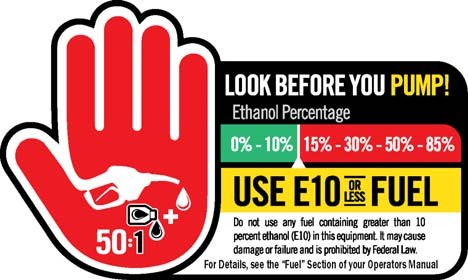 LOOK BEFORE YOU PUMP!
Ethanol Percentage
0% - 10% 15% - 30% - 50% - 85%
USE E10 OR LESS FUEL
Do not use any fuel containing greater than 10
percent ethanol (E10) in this equipment. It may cause
damage or failure and is prohibited by Federal Law.
For Details, see the "Fuel" Section of your Operators Manual
+
50:1